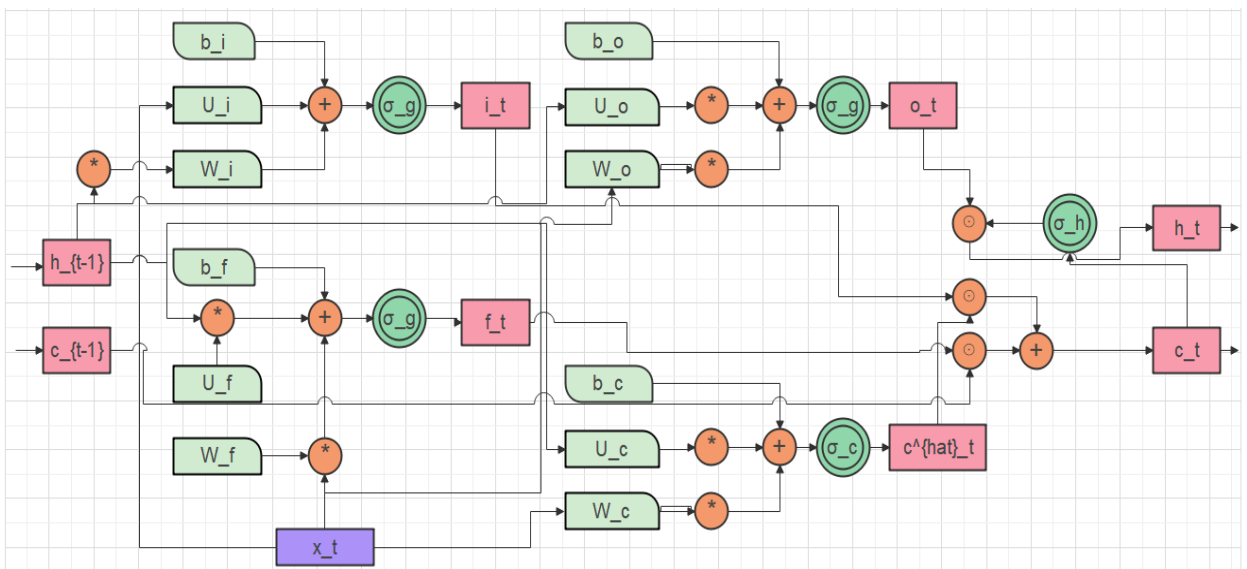 b_i
b_o
U_i
+
σ_g
i_t
U_o
*
+
σ_g
o_t
*
W_i
W_o
*
⊙
σ_h
h_t
h_{t-1}
b_f
*
+
σ_g
f_t
⊙
c_{t-1}
⊙
+
c_t
U_f
b_c
W_f
*
U_c
*
+
σ_c
c^{hat}_t
W_c
*
x_t